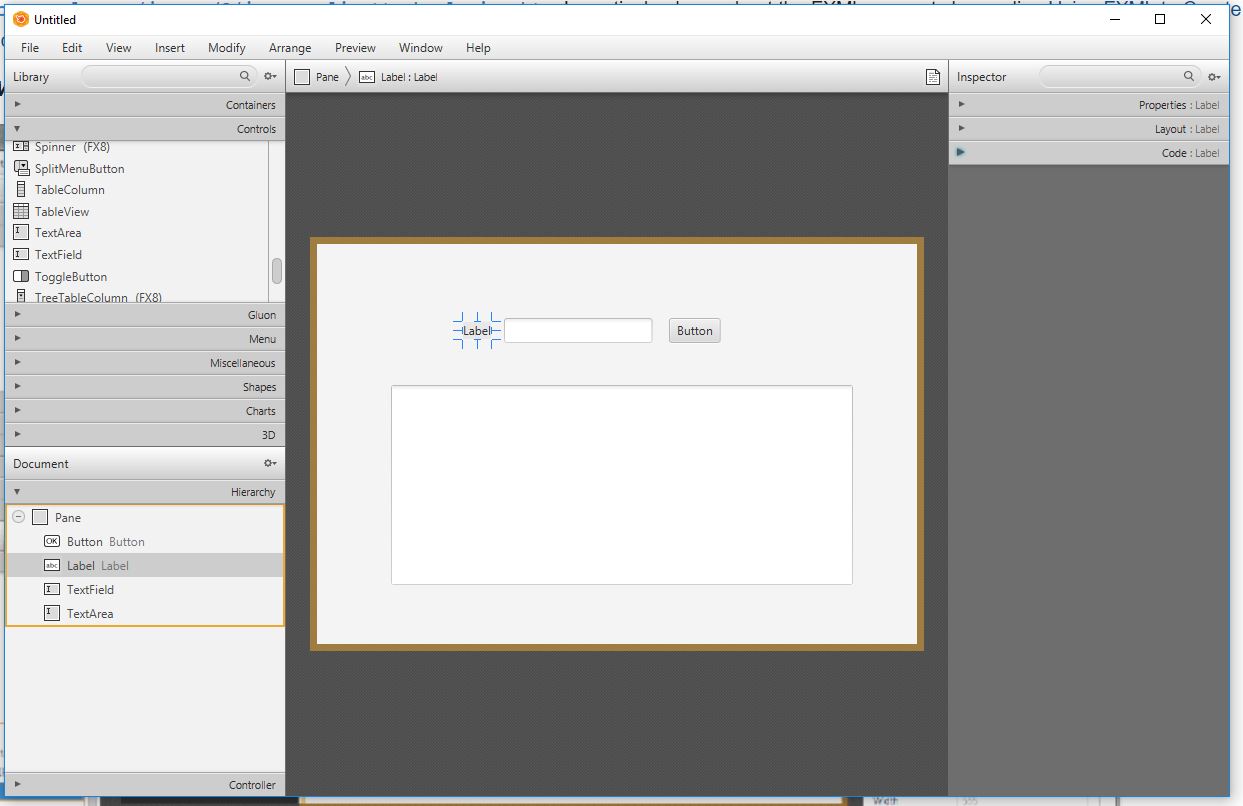 Untitled
File Edit View Insert Modify Arrange Preview Window Help
Library
Containers
Controls
Spinner (FX8)
SplitMenuButton
TableColumn
TableView
TextArea
TextField
ToggleButton
TreeTableColumn (FX8)
Gluon
Menu
Miscellaneous
Shapes
Charts
3D
Document
Hierarchy
Pane
OK Button Button
abc Label Label
TextField
TextArea
Controller
Pane abc Label : Label
Label Button
Inspector
Properties : Label
Layout : Label
Code : Label
Width